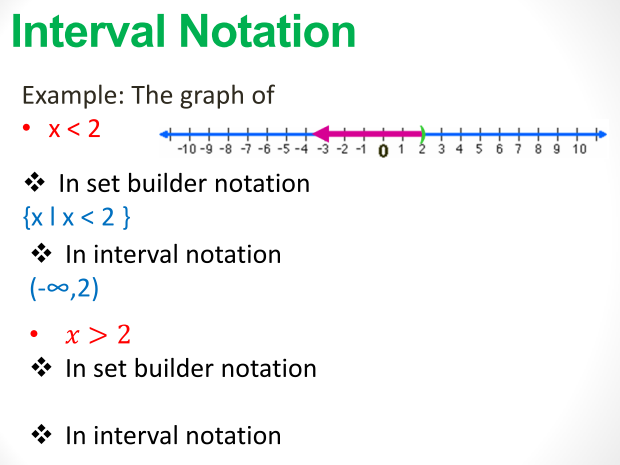 Interval Notation
Example: The graph of
• x < 2
-10 -9 -8 -7 -6 -5 -4 -3 -2 -1 0 1 2 3 4 5 6 7 8 9 10
❖ In set builder notation
{x l x < 2 }
❖ In interval notation
(-∞,2)
• x > 2
❖ In set builder notation
❖ In interval notation